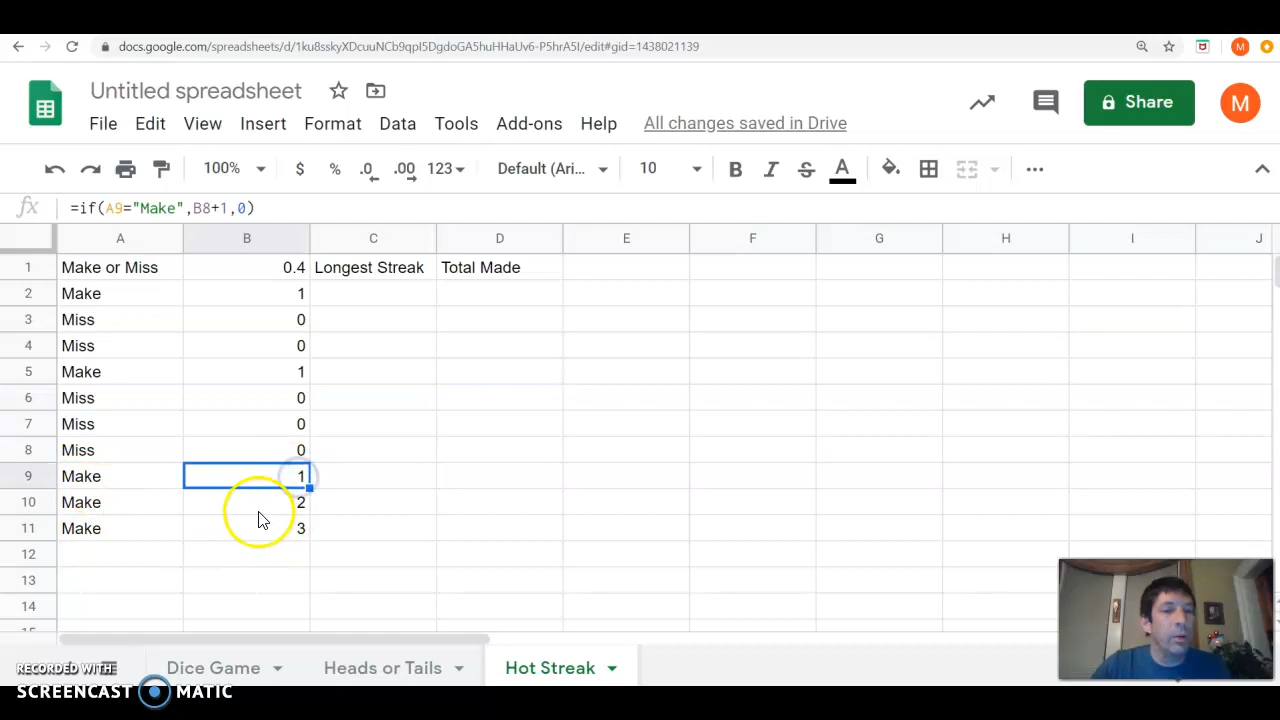 docs.google.com/spreadsheets/d/1ku8sskyXDcuuNCb9qpI5DgdoGA5huHHaUv6-P5hrA5I/edit#gid=1438021139
M
Untitled spreadsheet
File Edit View Insert Format Data Tools Add-ons Help All changes saved in Drive
Share
M
100% $ % .0 .00 123 Default (Ari... 10 B I S A
fx =if(A9="Make",B8+1,0)
A B C D E F G H I J
1 Make or Miss 0.4 Longest Streak Total Made
2 Make 1
3 Miss 0
4 Miss 0
5 Make 1
6 Miss 0
7 Miss 0
8 Miss 0
9 Make 1
10 Make 2
11 Make 3
12
13
14
15
Dice Game Heads or Tails Hot Streak
RECORDED WITH
SCREENCAST MATIC